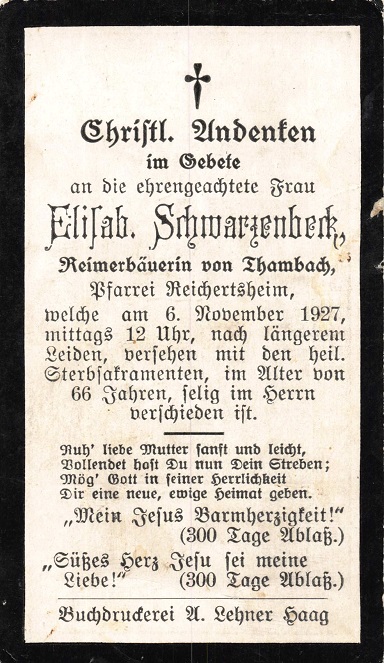 Christl. Andenken
im Gebete
an die ehrengeachtete Frau
Elisab. Schwarzenbeck,
Reimerbäuerin von Thambach,
Pfarrei Reichertsheim,
welche am 6. November 1927,
mittags 12 Uhr, nach längerem
Leiden, versehen mit den heil.
Sterbsakramenten, im Alter von
66 Jahren, selig im Herrn
verschieden ist.
Ruh' liebe Mutter sanft und leicht,
Vollendet hast Du nun Dein Streben;
Mög' Gott in seiner Herrlichkeit
Dir eine neue, ewige Heimat geben.
„Mein Jesus Barmherzigkeit!"
(300 Tage Ablaß.)
„Süßes Herz Jesu sei meine
Liebe!" (300 Tage Ablaß.)
Buchdruckerei A. Lehner Haag